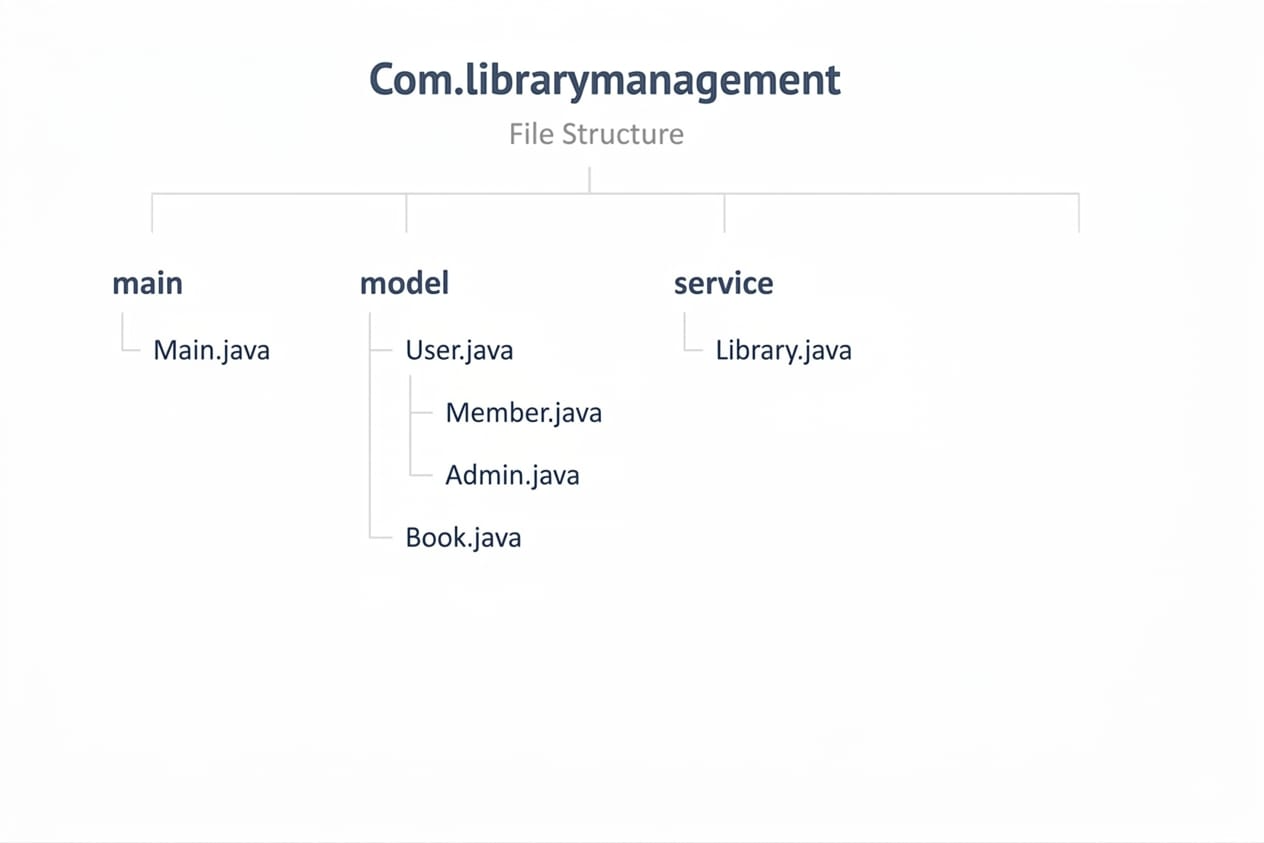 Com.librarymanagement
File Structure
main
Main.java
model
User.java
Member.java
Admin.java
Book.java
service
Library.java